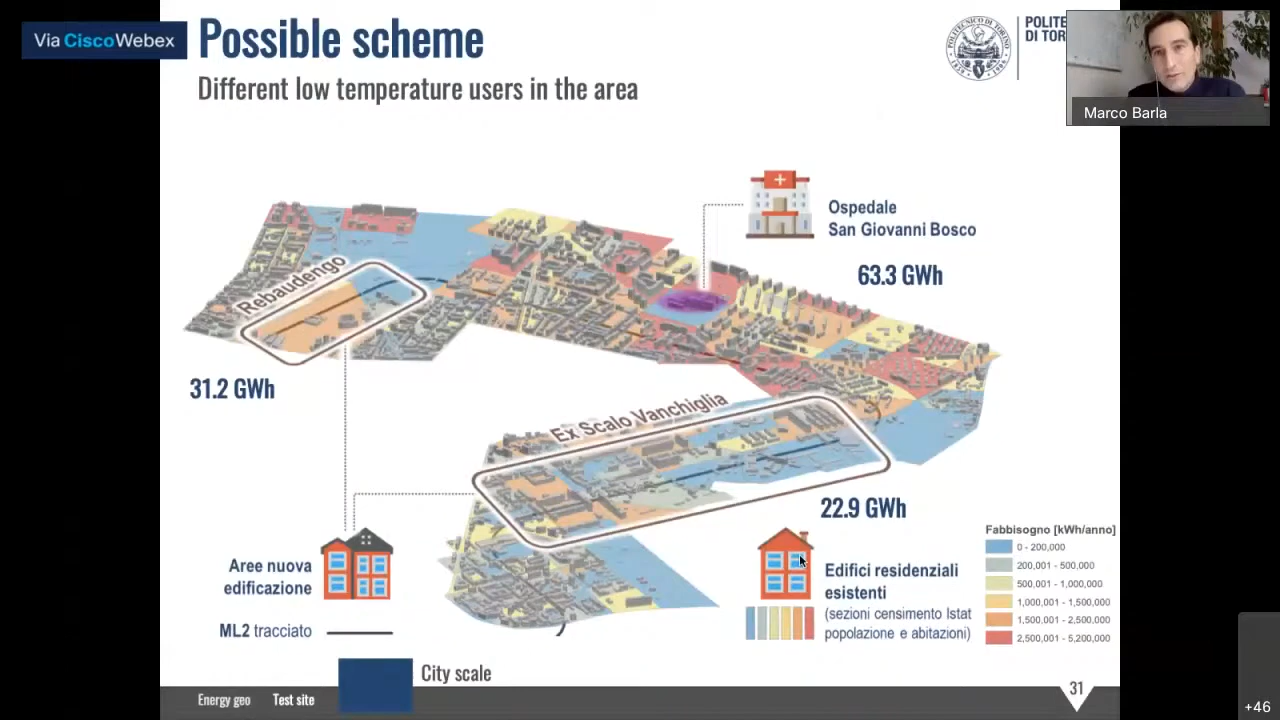 Via CiscoWebex
Possible scheme
Different low temperature users in the area
POLITE
DI TOR
Marco Barla
Ospedale
San Giovanni Bosco
63.3 GWh
Rebaudengo
31.2 GWh
Ex Scalo Vanchiglia
22.9 GWh
Aree nuova
edificazione
ML2 tracciato
Edifici residenziali
esistenti
(sezioni censimento Istat
popolazione e abitazioni)
Fabbisogno [kWh/anno]
0 - 200,000
200,001 - 500,000
500,001 - 1,000,000
1,000,001 - 1,500,000
1,500,001 - 2,500,000
2,500,001 - 5,200,000
City scale
Energy geo
Test site
31
+46